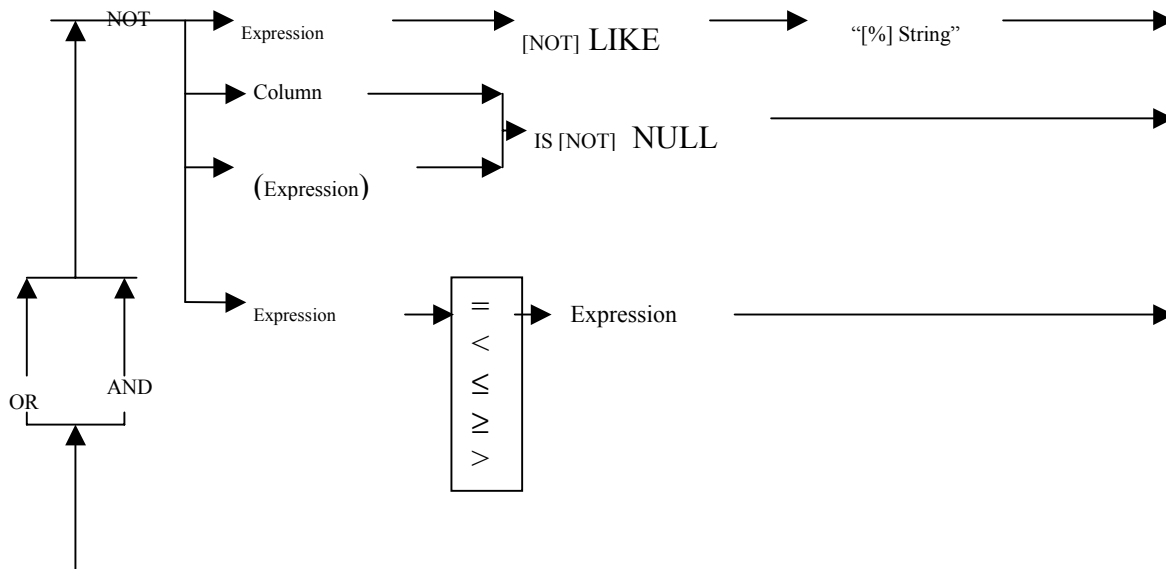 NOT
Expression
[NOT] LIKE
“[%] String”
Column
IS [NOT] NULL
(Expression)
Expression
=
<
≤
≥
>
Expression
OR
AND